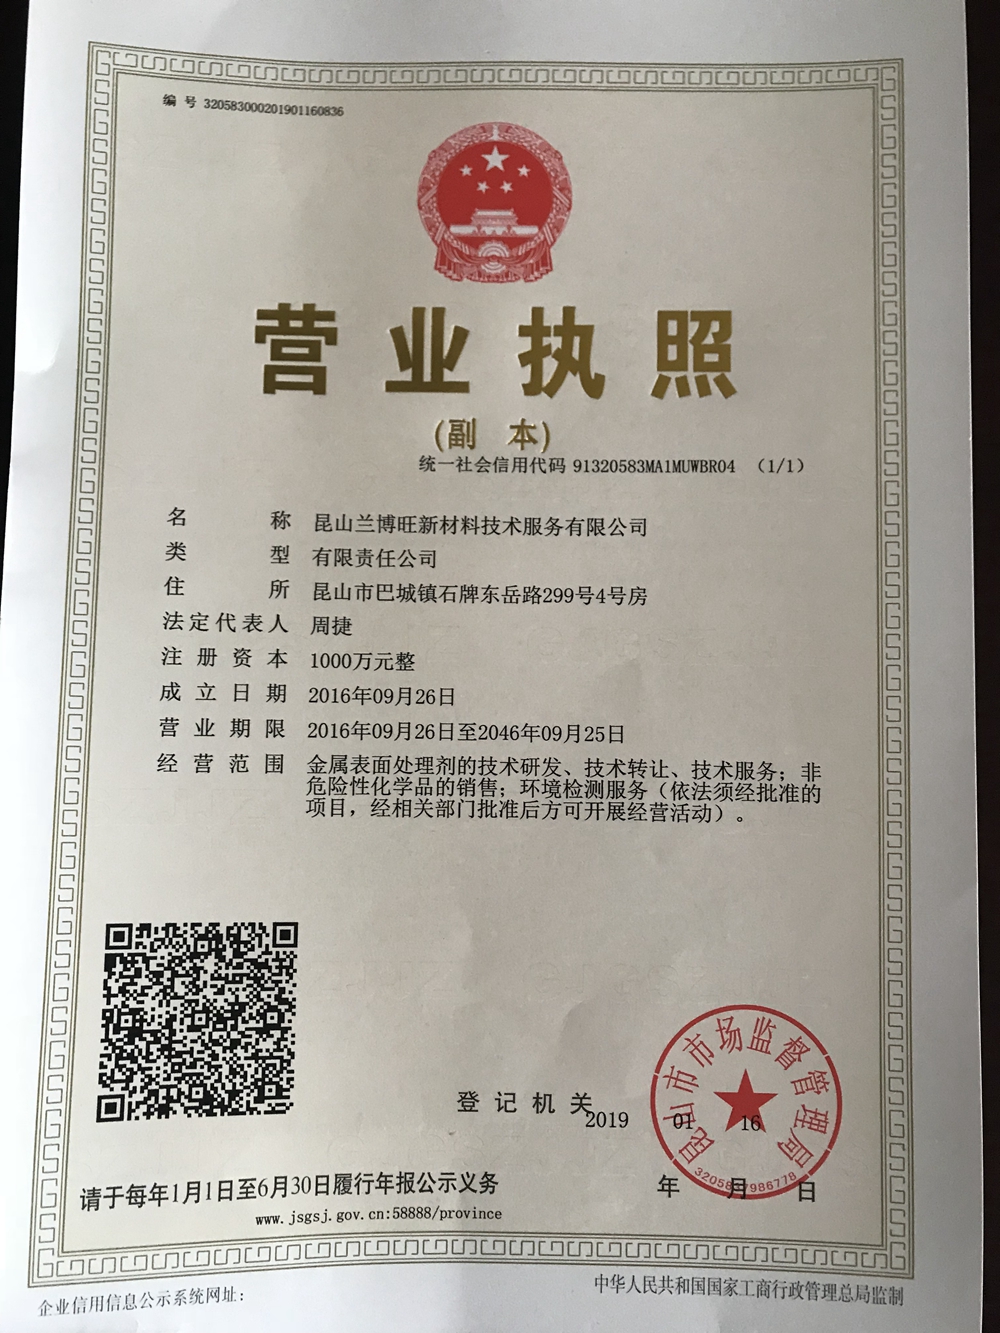 编 号 320583000201901160836
营 业 执 照
(副 本)
统一社会信用代码 91320583MA1MUWBR04 （1/1）
名 称 昆山兰博旺新材料技术服务有限公司
类 型 有限责任公司
住 所 昆山市巴城镇石牌东岳路299号4号房
法定代表人 周捷
注 册 资 本 1000万元整
成 立 日 期 2016年09月26日
营 业 期 限 2016年09月26日至2046年09月25日
经 营 范 围 金属表面处理剂的技术研发、技术转让、技术服务；非
危险性化学品的销售；环境检测服务（依法须经批准的
项目，经相关部门批准后方可开展经营活动）。
昆山市市场监督管理局
登 记 机 关
2019 01 16
年 月 日
请于每年1月1日至6月30日履行年报公示义务
www.jsgsj.gov.cn:58888/province
企业信用信息公示系统网址:
中华人民共和国国家工商行政管理总局监制